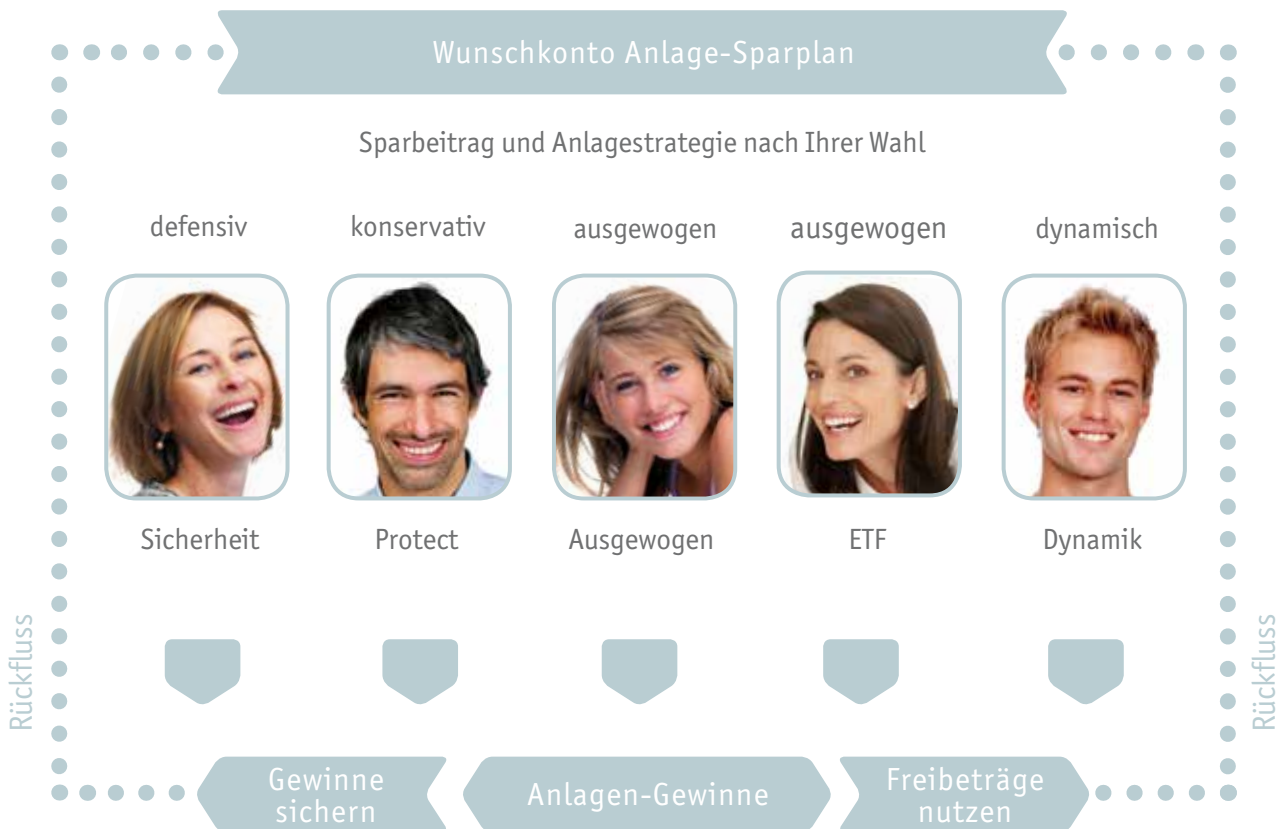 Wunschkonto Anlage-Sparplan
Sparbeitrag und Anlagestrategie nach Ihrer Wahl
defensiv
konservativ
ausgewogen
ausgewogen
dynamisch
Sicherheit
Protect
Ausgewogen
ETF
Dynamik
Rückfluss
Rückfluss
Gewinne
sichern
Anlagen-Gewinne
Freibeträge
nutzen